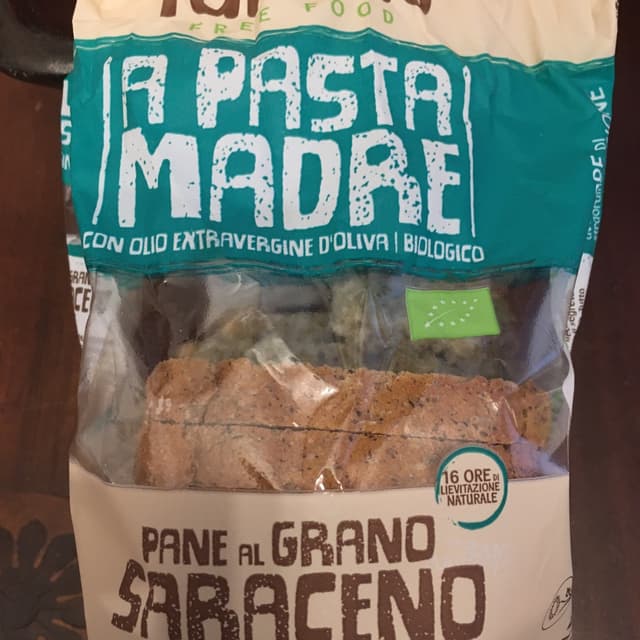 FREE FOOD
A PASTA
MADRE
CON OLIO EXTRAVERGINE D'OLIVA | BIOLOGICO
16 ORE DI
LIEVITAZIONE
NATURALE
PANE AL GRANO
SARACENO